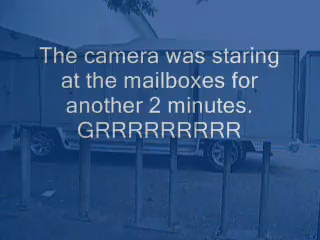 The camera was staring
at the mailboxes for
another 2 minutes.
GRRRRRRRRR